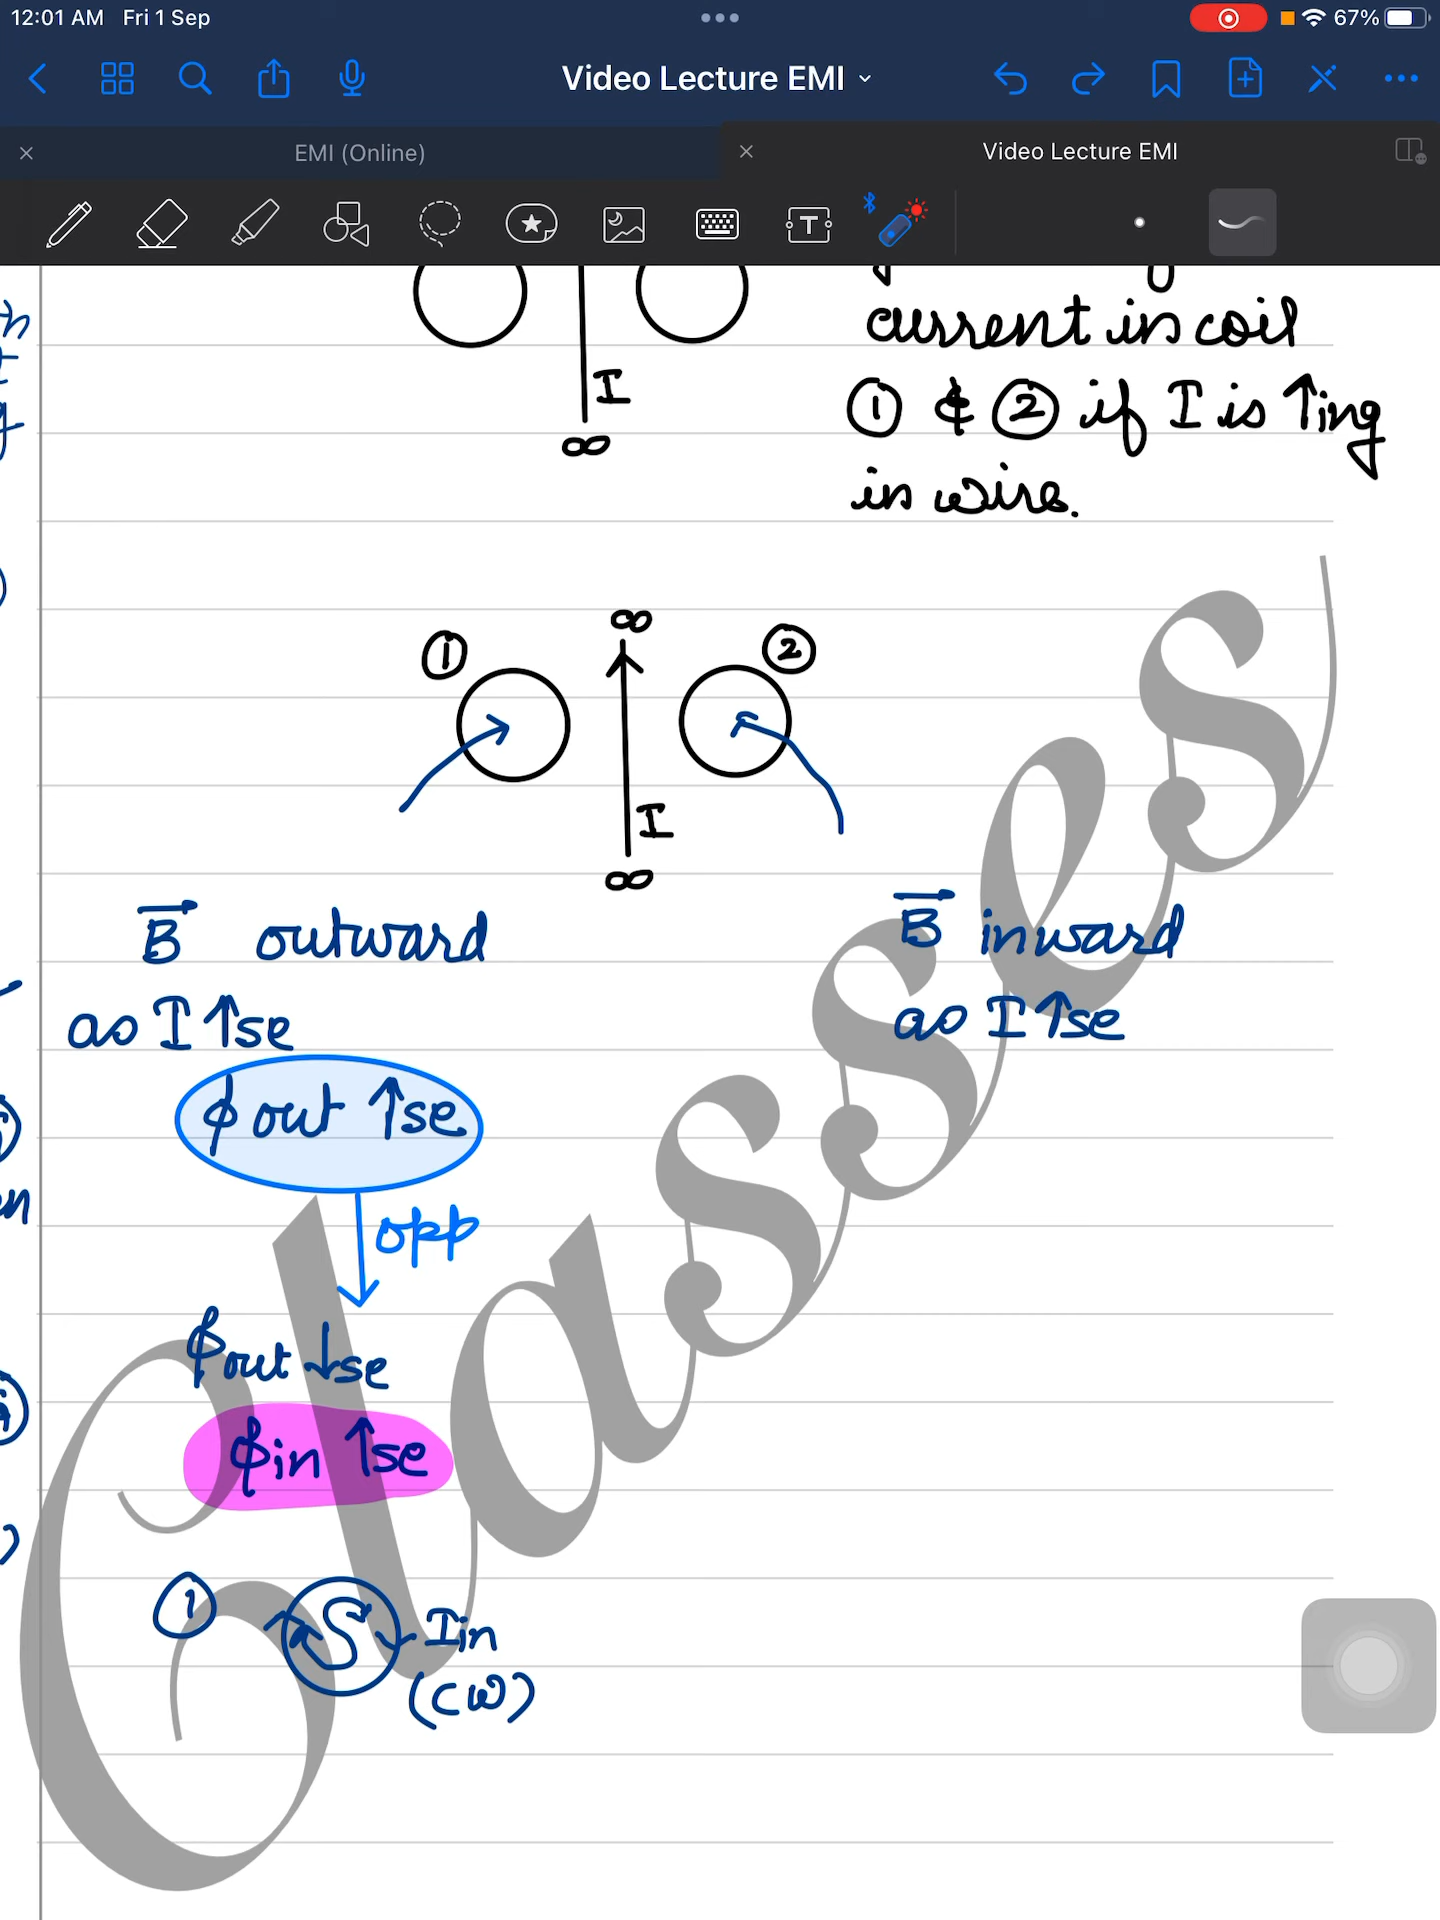 12:01 AM Fri 1 Sep
67%
Video Lecture EMI
EMI (Online)
Video Lecture EMI
T
current in coil
① & ② if I is ↑ing
in wire.
I
∞
∞
① ②
I
∞
B⃗ outward
B⃗ inward
as I ↑se
as I ↑se
ϕ out ↑se
opp
ϕout ↓se
ϕin ↑se
① S Iin
(CW)
Classes